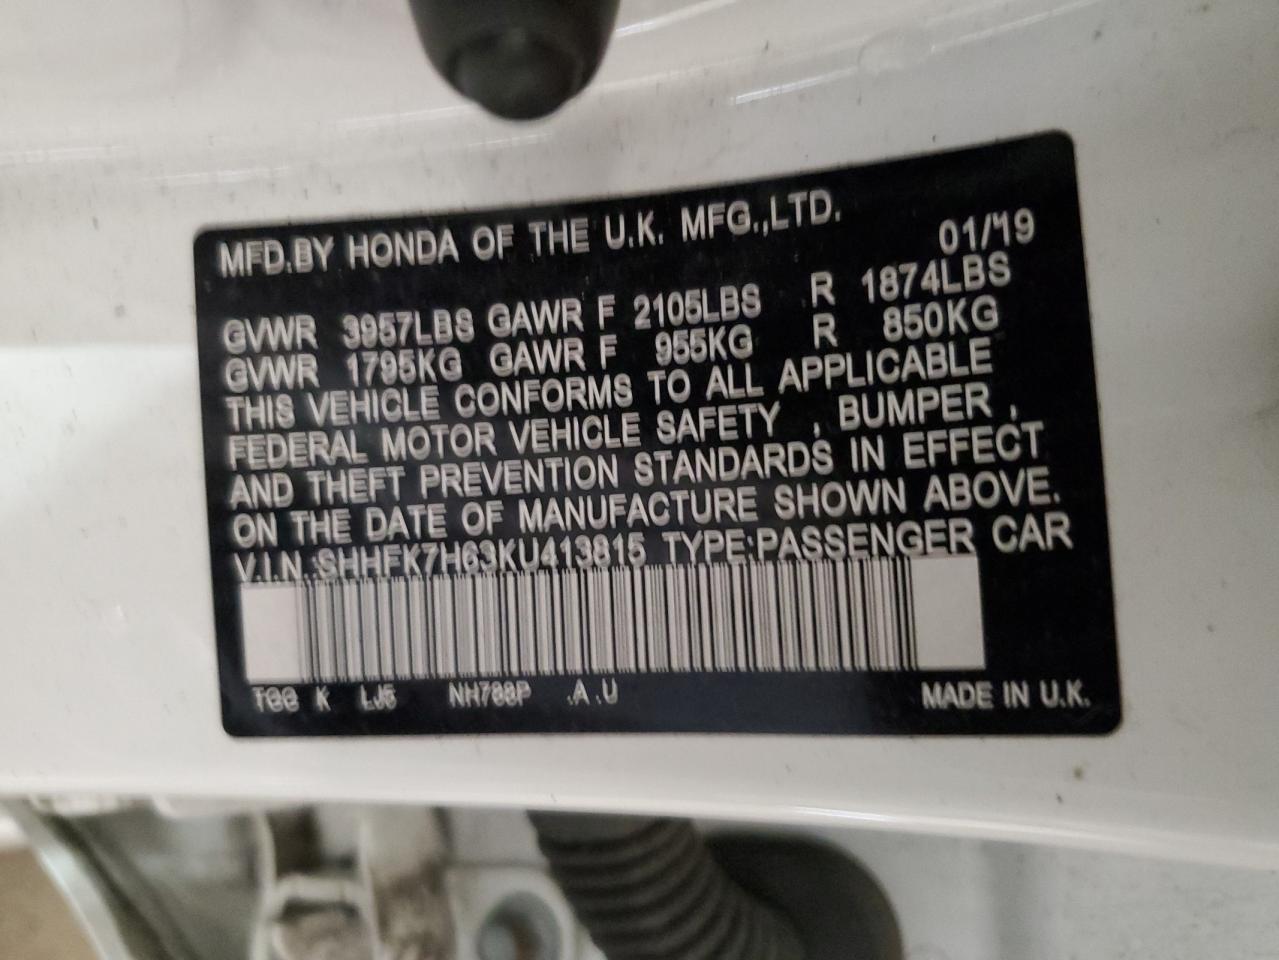 MFD.BY HONDA OF THE U.K. MFG.,LTD.
01/'19
GVWR 3957LBS GAWR F 2105LBS R 1874LBS
GVWR 1795KG GAWR F 955KG R 850KG
THIS VEHICLE CONFORMS TO ALL APPLICABLE
FEDERAL MOTOR VEHICLE SAFETY , BUMPER ,
AND THEFT PREVENTION STANDARDS IN EFFECT
ON THE DATE OF MANUFACTURE SHOWN ABOVE.
V.I.N.:SHHFK7H63KU413815 TYPE:PASSENGER CAR
K NH788P .A .U MADE IN U.K.